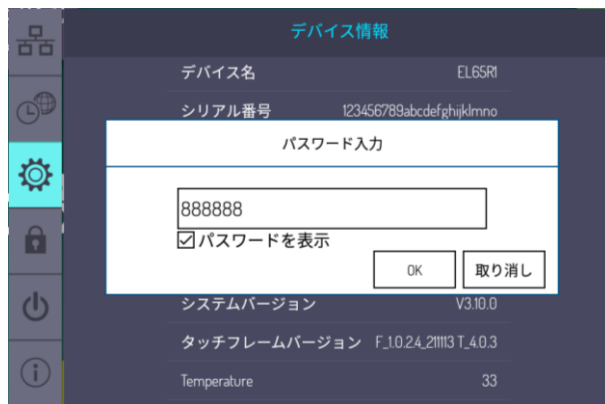 デバイス情報
デバイス名 EL65R1
シリアル番号 123456789abcdefghijklmno
パスワード入力
888888
パスワードを表示
OK 取り消し
システムバージョン V3.10.0
タッチフレームバージョン F_1.0.2.4_211113 T_4.0.3
Temperature 33